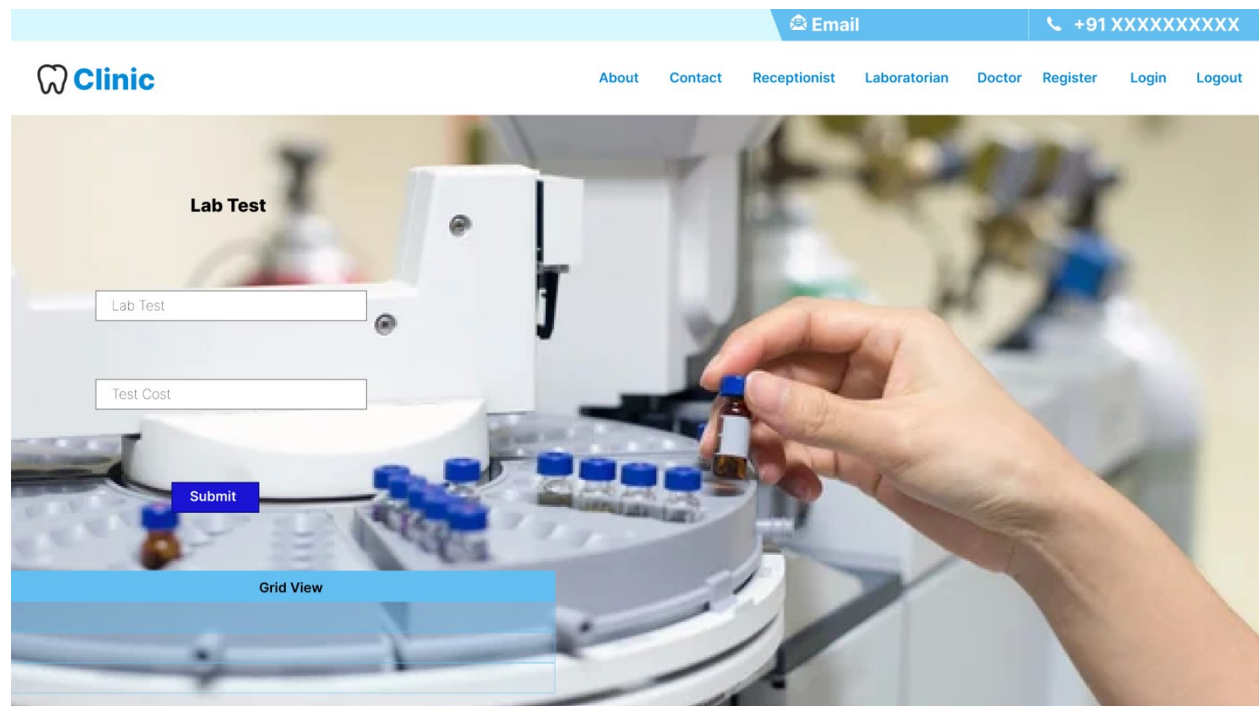 Email
+91 XXXXXXXXXX
Clinic
About Contact Receptionist Laboratorian Doctor Register Login Logout
Lab Test
Lab Test
Test Cost
Submit
Grid View